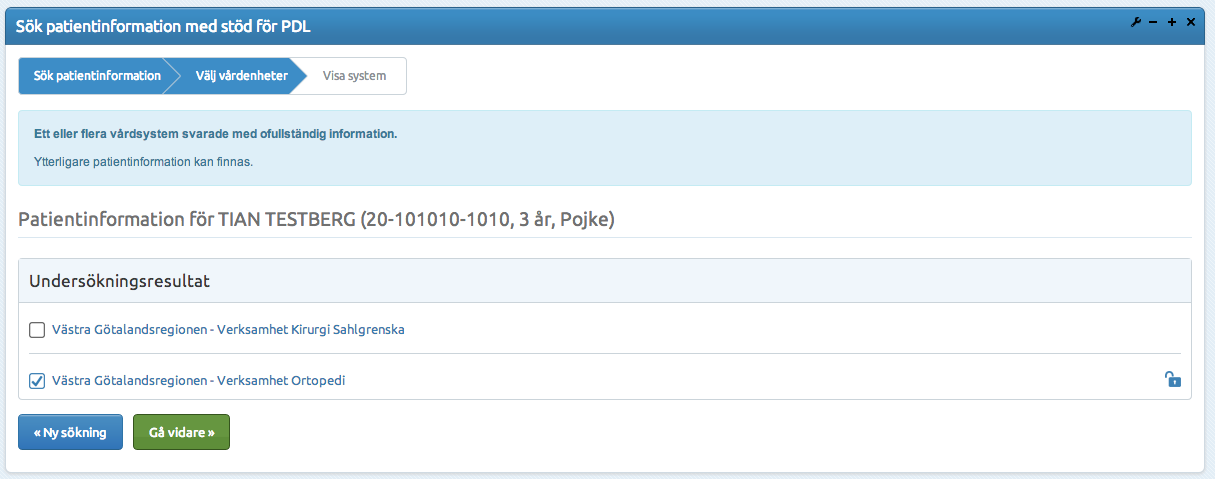 Sök patientinformation med stöd för PDL
Sök patientinformation
Välj vårdenheter
Visa system
Ett eller flera vårdsystem svarade med ofullständig information.
Ytterligare patientinformation kan finnas.
Patientinformation för TIAN TESTBERG (20-101010-1010, 3 år, Pojke)
Undersökningsresultat
Västra Götalandsregionen - Verksamhet Kirurgi Sahlgrenska
Västra Götalandsregionen - Verksamhet Ortopedi
« Ny sökning
Gå vidare »